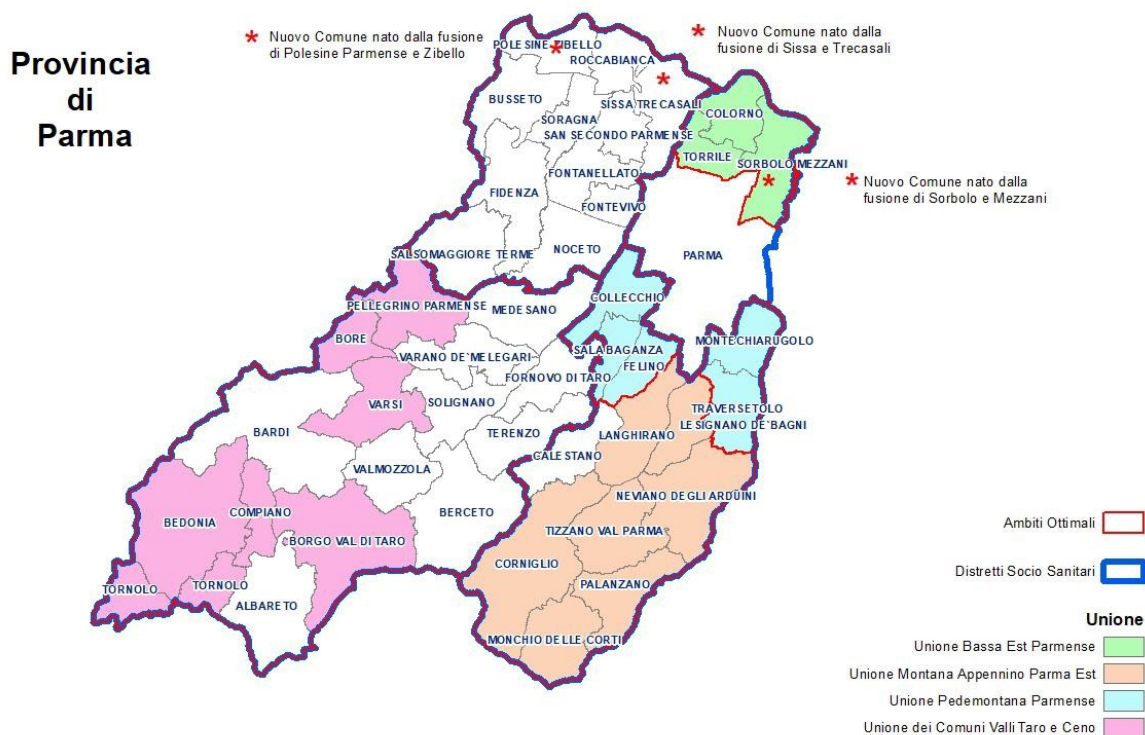 Provincia
di
Parma
* Nuovo Comune nato dalla fusione
di Polesine Parmense e Zibello
* Nuovo Comune nato dalla
fusione di Sissa e Trecasali
* Nuovo Comune nato dalla
fusione di Sorbolo e Mezzani
POLESINE ZIBELLO
ROCCABIANCA
BUSSETO
SISSA TRECASALI
COLORNO
SORAGNA
SAN SECONDO PARMENSE
TORRILE
SORBOLO MEZZANI
FONTANELLATO
FIDENZA
FONTEVIVO
SALSOMAGGIORE TERME
NOCETO
PARMA
PELLEGRINO PARMENSE
MEDESANO
COLLECCHIO
BORE
MONTECHIARUGOLO
VARANO DE`MELEGARI
SALA BAGANZA
FELINO
FORNOVO DI TARO
VARSI
SOLIGNANO
TRAVERSETOLO
LESIGNANO DE`BAGNI
BARDI
TERENZO
LANGHIRANO
CALESTANO
VALMOZZOLA
NEVIANO DEGLI ARDUINI
BEDONIA
COMPIANO
BERCETO
TIZZANO VAL PARMA
BORGO VAL DI TARO
CORNIGLIO
TORNOLO
TORNOLO
ALBARETO
PALANZANO
MONCHIO DELLE CORTI
Ambiti Ottimali
Distretti Socio Sanitari
Unione
Unione Bassa Est Parmense
Unione Montana Appennino Parma Est
Unione Pedemontana Parmense
Unione dei Comuni Valli Taro e Ceno